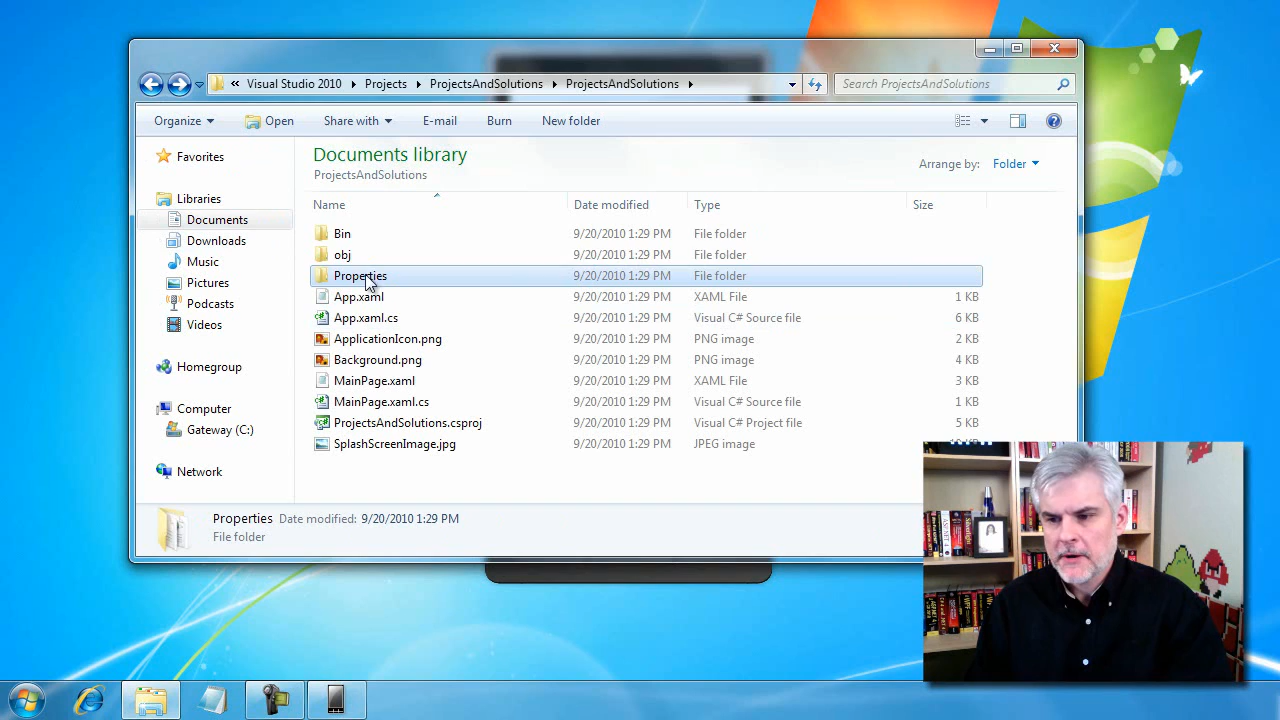 « Visual Studio 2010 Projects ProjectsAndSolutions ProjectsAndSolutions Search ProjectsAndSolutions
Organize Open Share with E-mail Burn New folder
Favorites
Libraries
Documents
Downloads
Music
Pictures
Podcasts
Videos
Homegroup
Computer
Gateway (C:)
Network
Documents library
ProjectsAndSolutions
Arrange by: Folder
Name Date modified Type Size
Bin 9/20/2010 1:29 PM File folder
obj 9/20/2010 1:29 PM File folder
Properties 9/20/2010 1:29 PM File folder
App.xaml 9/20/2010 1:29 PM XAML File 1 KB
App.xaml.cs 9/20/2010 1:29 PM Visual C# Source file 6 KB
ApplicationIcon.png 9/20/2010 1:29 PM PNG image 2 KB
Background.png 9/20/2010 1:29 PM PNG image 4 KB
MainPage.xaml 9/20/2010 1:29 PM XAML File 3 KB
MainPage.xaml.cs 9/20/2010 1:29 PM Visual C# Source file 1 KB
ProjectsAndSolutions.csproj 9/20/2010 1:29 PM Visual C# Project file 5 KB
SplashScreenImage.jpg 9/20/2010 1:29 PM JPEG image
Properties Date modified: 9/20/2010 1:29 PM
File folder